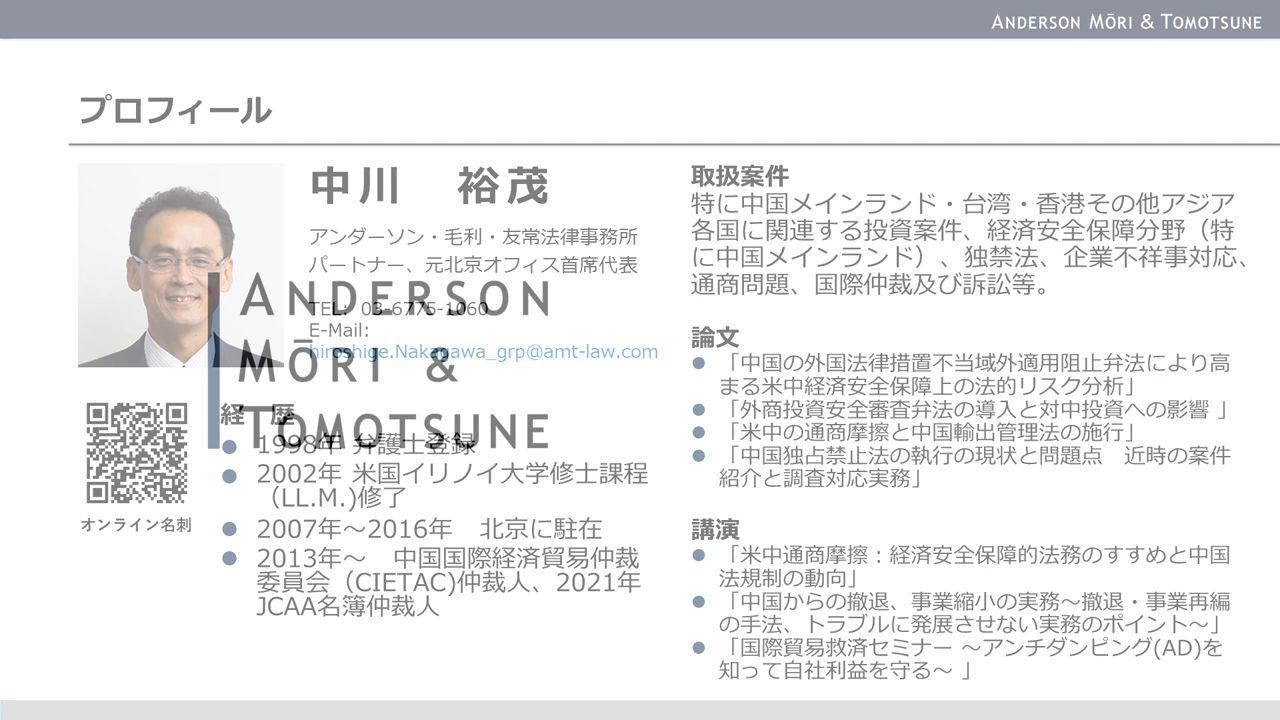 ANDERSON MŌRI & TOMOTSUNE
プロフィール
中川　裕茂
アンダーソン・毛利・友常法律事務所
パートナー、元北京オフィス首席代表
TEL: 03-6775-1060
E-Mail:
hiroshige.Nakagawa_grp@amt-law.com
ANDERSON
MŌRI &
TOMOTSUNE
オンライン名刺
経　歴
● 1998年 弁護士登録
● 2002年 米国イリノイ大学修士課程
（LL.M.)修了
● 2007年～2016年　北京に駐在
● 2013年～　中国国際経済貿易仲裁
委員会（CIETAC)仲裁人、2021年
JCAA名簿仲裁人
取扱案件
特に中国メインランド・台湾・香港その他アジア
各国に関連する投資案件、経済安全保障分野（特
に中国メインランド）、独禁法、企業不祥事対応、
通商問題、国際仲裁及び訴訟等。
論文
● 「中国の外国法律措置不当域外適用阻止弁法により高
まる米中経済安全保障上の法的リスク分析」
● 「外商投資安全審査弁法の導入と対中投資への影響 」
● 「米中の通商摩擦と中国輸出管理法の施行」
● 「中国独占禁止法の執行の現状と問題点　近時の案件
紹介と調査対応実務」
講演
● 「米中通商摩擦：経済安全保障的法務のすすめと中国
法規制の動向」
● 「中国からの撤退、事業縮小の実務～撤退・事業再編
の手法、トラブルに発展させない実務のポイント～」
● 「国際貿易救済セミナー ～アンチダンピング(AD)を
知って自社利益を守る～ 」